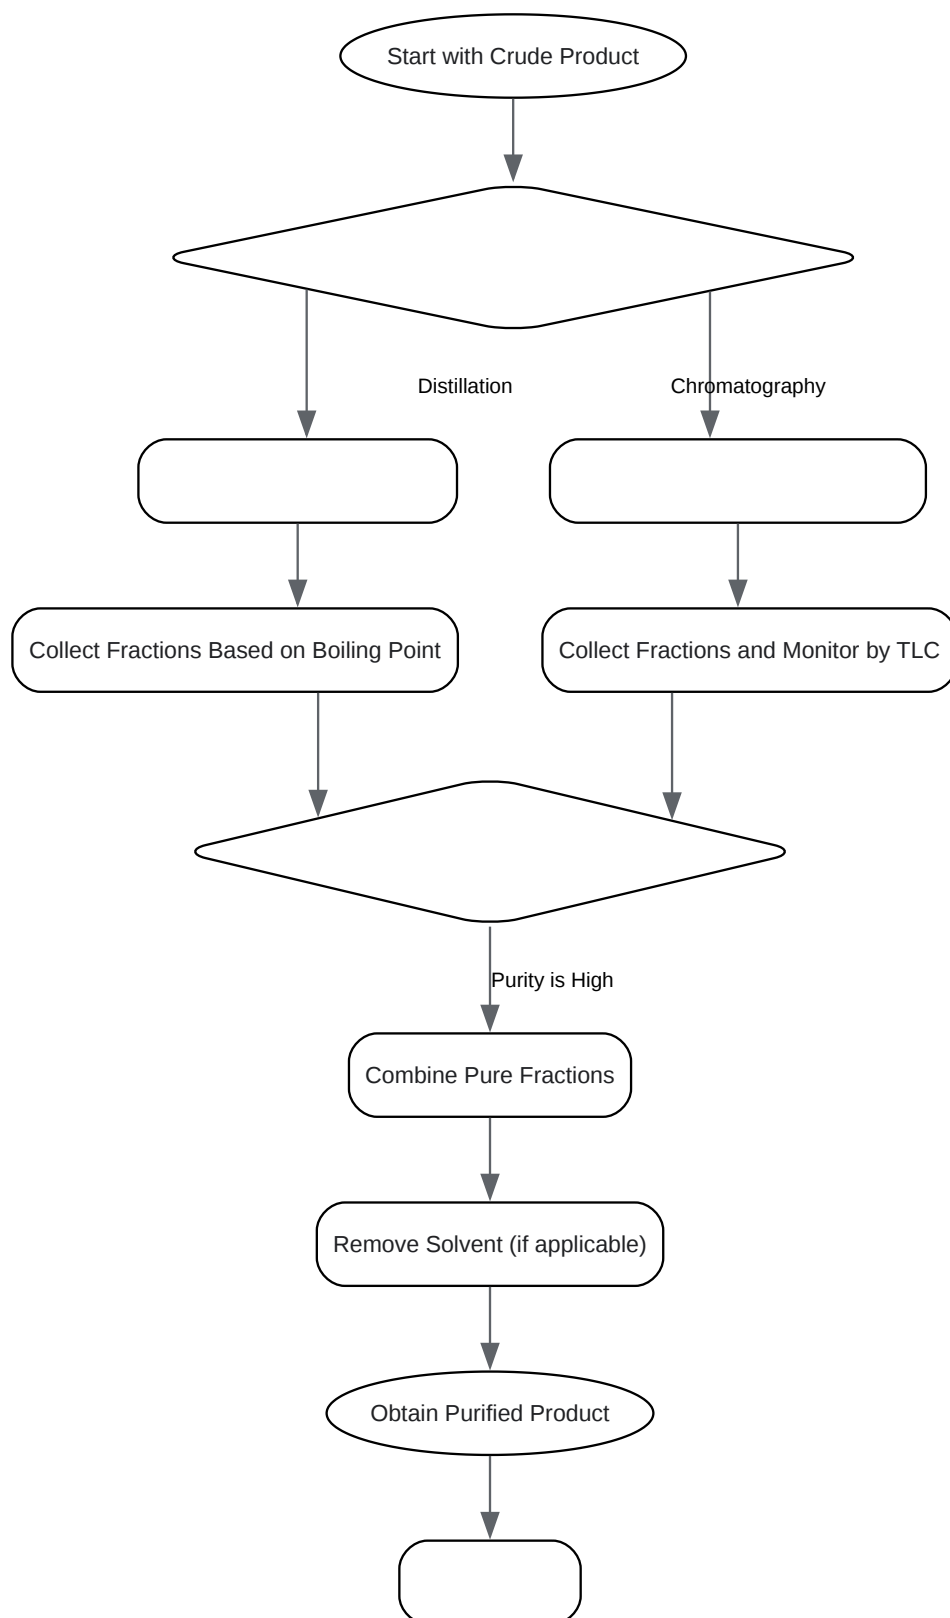 Start with Crude Product
Distillation
Chromatography
Collect Fractions Based on Boiling Point
Collect Fractions and Monitor by TLC
Purity is High
Combine Pure Fractions
Remove Solvent (if applicable)
Obtain Purified Product